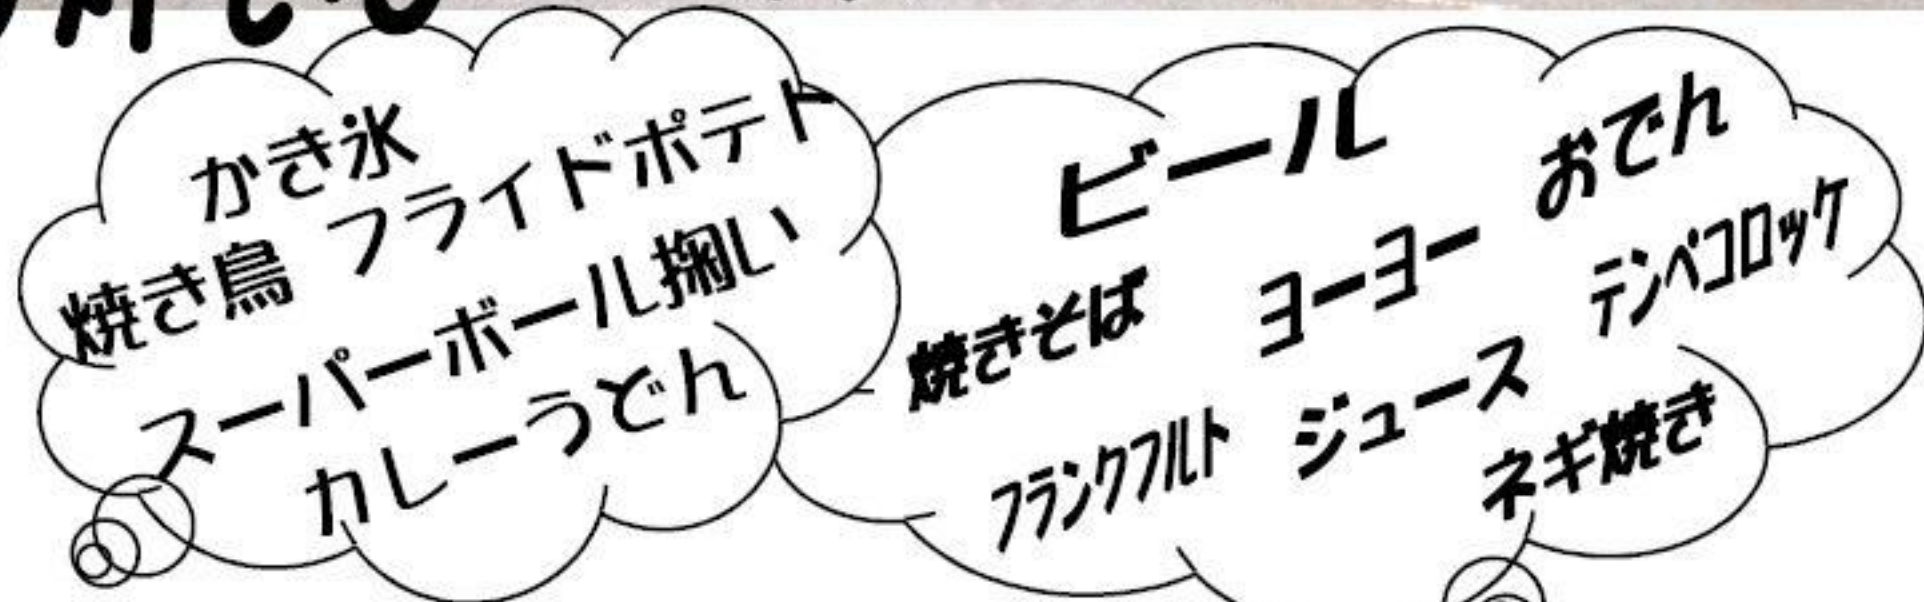 かき氷
焼き鳥 フライドポテト
スーパーボール掬い
カレーうどん
ビール
おでん
焼きそば
ヨーヨー
テンペコロッケ
フランクフルト
ジュース
ネギ焼き